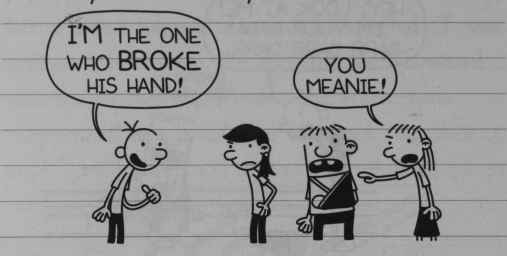 I'M THE ONE
WHO BROKE
HIS HAND!
YOU
MEANIE!